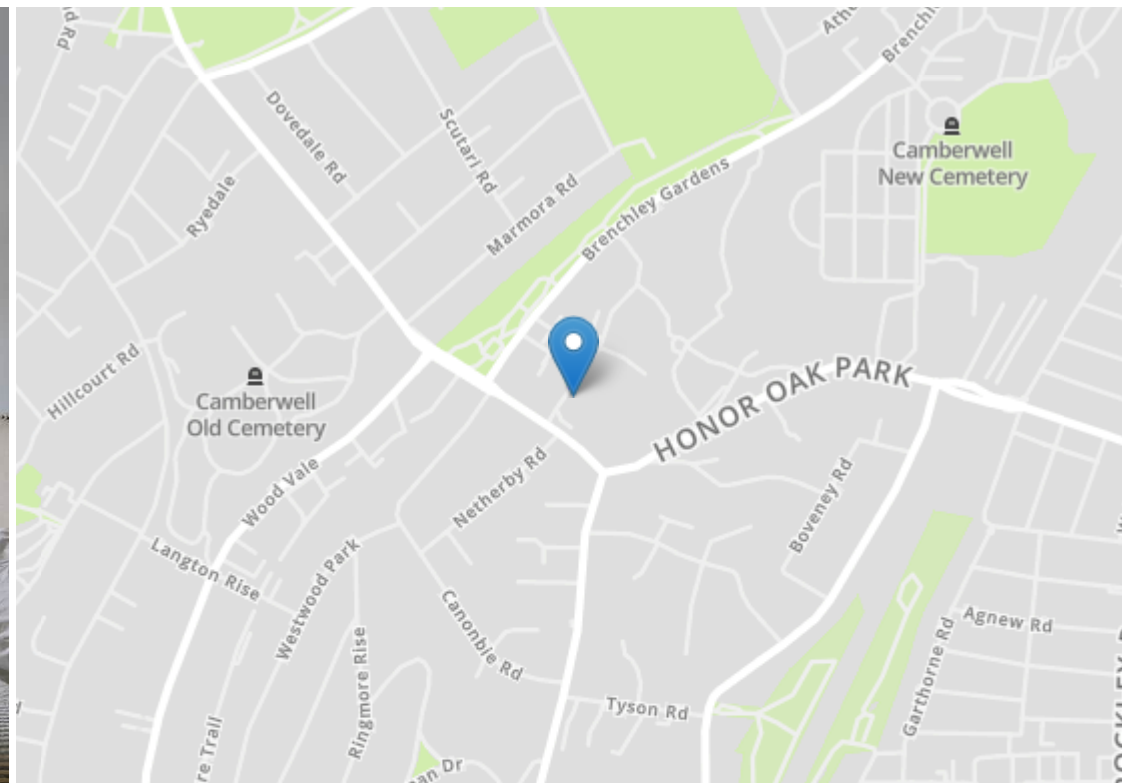 Dovedale Rd
Scutari Rd
Ryedale
Marmora Rd
Brenchley Gardens
Camberwell
New Cemetery
Hillcourt Rd
Camberwell
Old Cemetery
HONOR OAK PARK
Wood Vale
Netherby Rd
Boveney Rd
Langton Rise
Westwood Park
Canonbie Rd
Ringmore Rise
Tyson Rd
Agnew Rd
Garthorne Rd